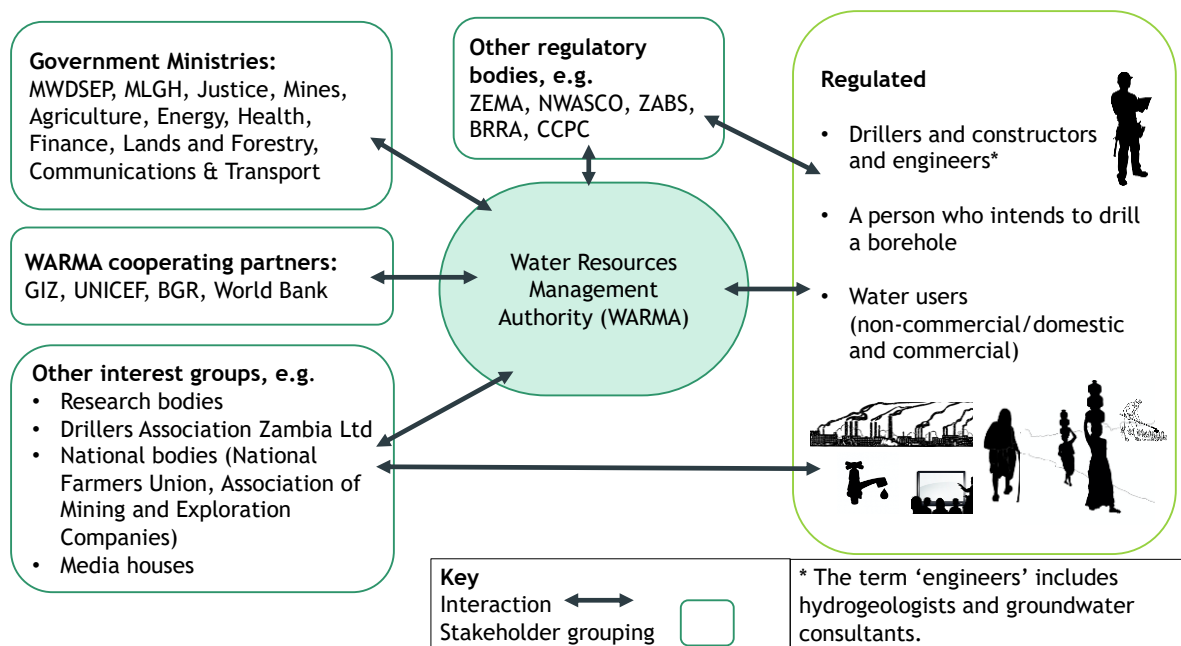 Government Ministries:
MWDSEP, MLGH, Justice, Mines,
Agriculture, Energy, Health,
Finance, Lands and Forestry,
Communications & Transport
Other regulatory
bodies, e.g.
ZEMA, NWASCO, ZABS,
BRRA, CCPC
WARMA cooperating partners:
GIZ, UNICEF, BGR, World Bank
Water Resources
Management
Authority (WARMA)
Other interest groups, e.g.
• Research bodies
• Drillers Association Zambia Ltd
• National bodies (National
Farmers Union, Association of
Mining and Exploration
Companies)
• Media houses
Regulated
• Drillers and constructors
and engineers*
• A person who intends to drill
a borehole
• Water users
(non-commercial/domestic
and commercial)
Key
Interaction
Stakeholder grouping
* The term ‘engineers’ includes
hydrogeologists and groundwater
consultants.